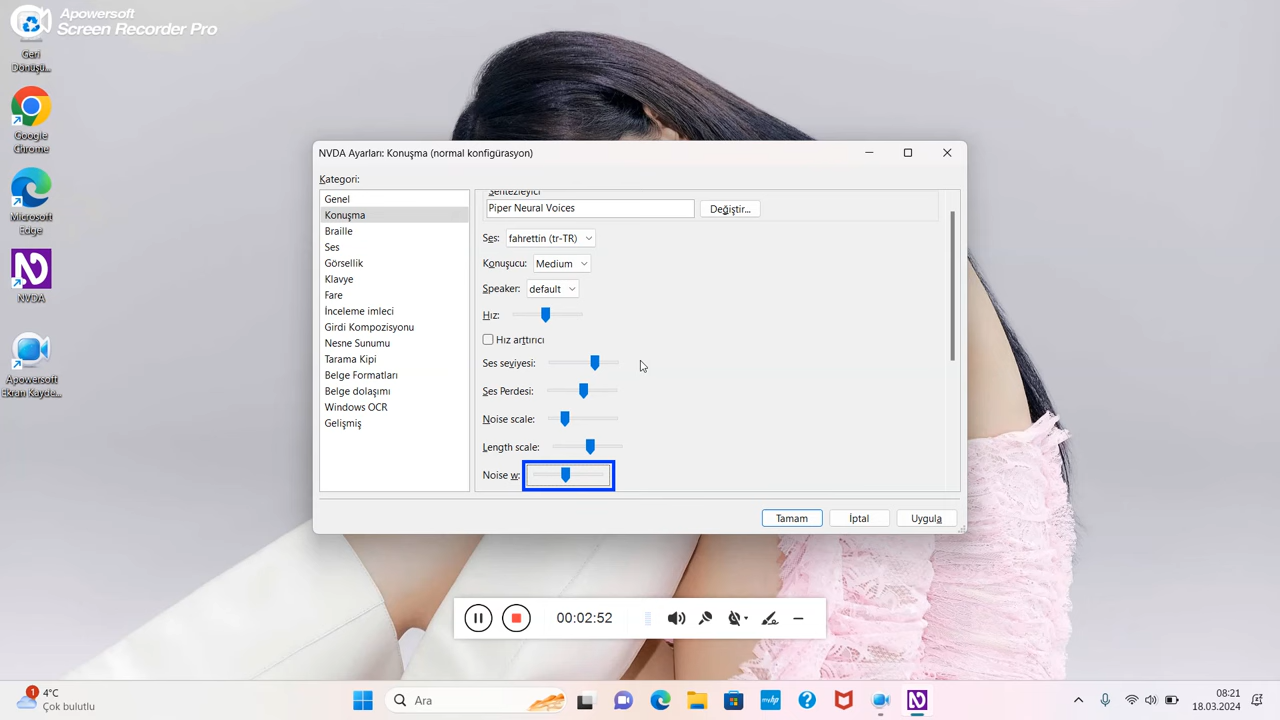 Apowersoft
Screen Recorder Pro
Geri
Dönüşü...
Google
Chrome
Microsoft
Edge
NVDA
Apowersoft
Ekran Kayde...
NVDA Ayarları: Konuşma (normal konfigürasyon)
Kategori:
Genel
Konuşma
Braille
Ses
Görsellik
Klavye
Fare
İnceleme imleci
Girdi Kompozisyonu
Nesne Sunumu
Tarama Kipi
Belge Formatları
Belge dolaşımı
Windows OCR
Gelişmiş
Sentezleyici
Piper Neural Voices
Değiştir...
Ses: fahrettin (tr-TR)
Konuşucu: Medium
Speaker: default
Hız:
Hız arttırıcı
Ses seviyesi:
Ses Perdesi:
Noise scale:
Length scale:
Noise w:
Tamam
İptal
Uygula
00:02:52
1
4°C
Çok bulutlu
Ara
08:21
18.03.2024